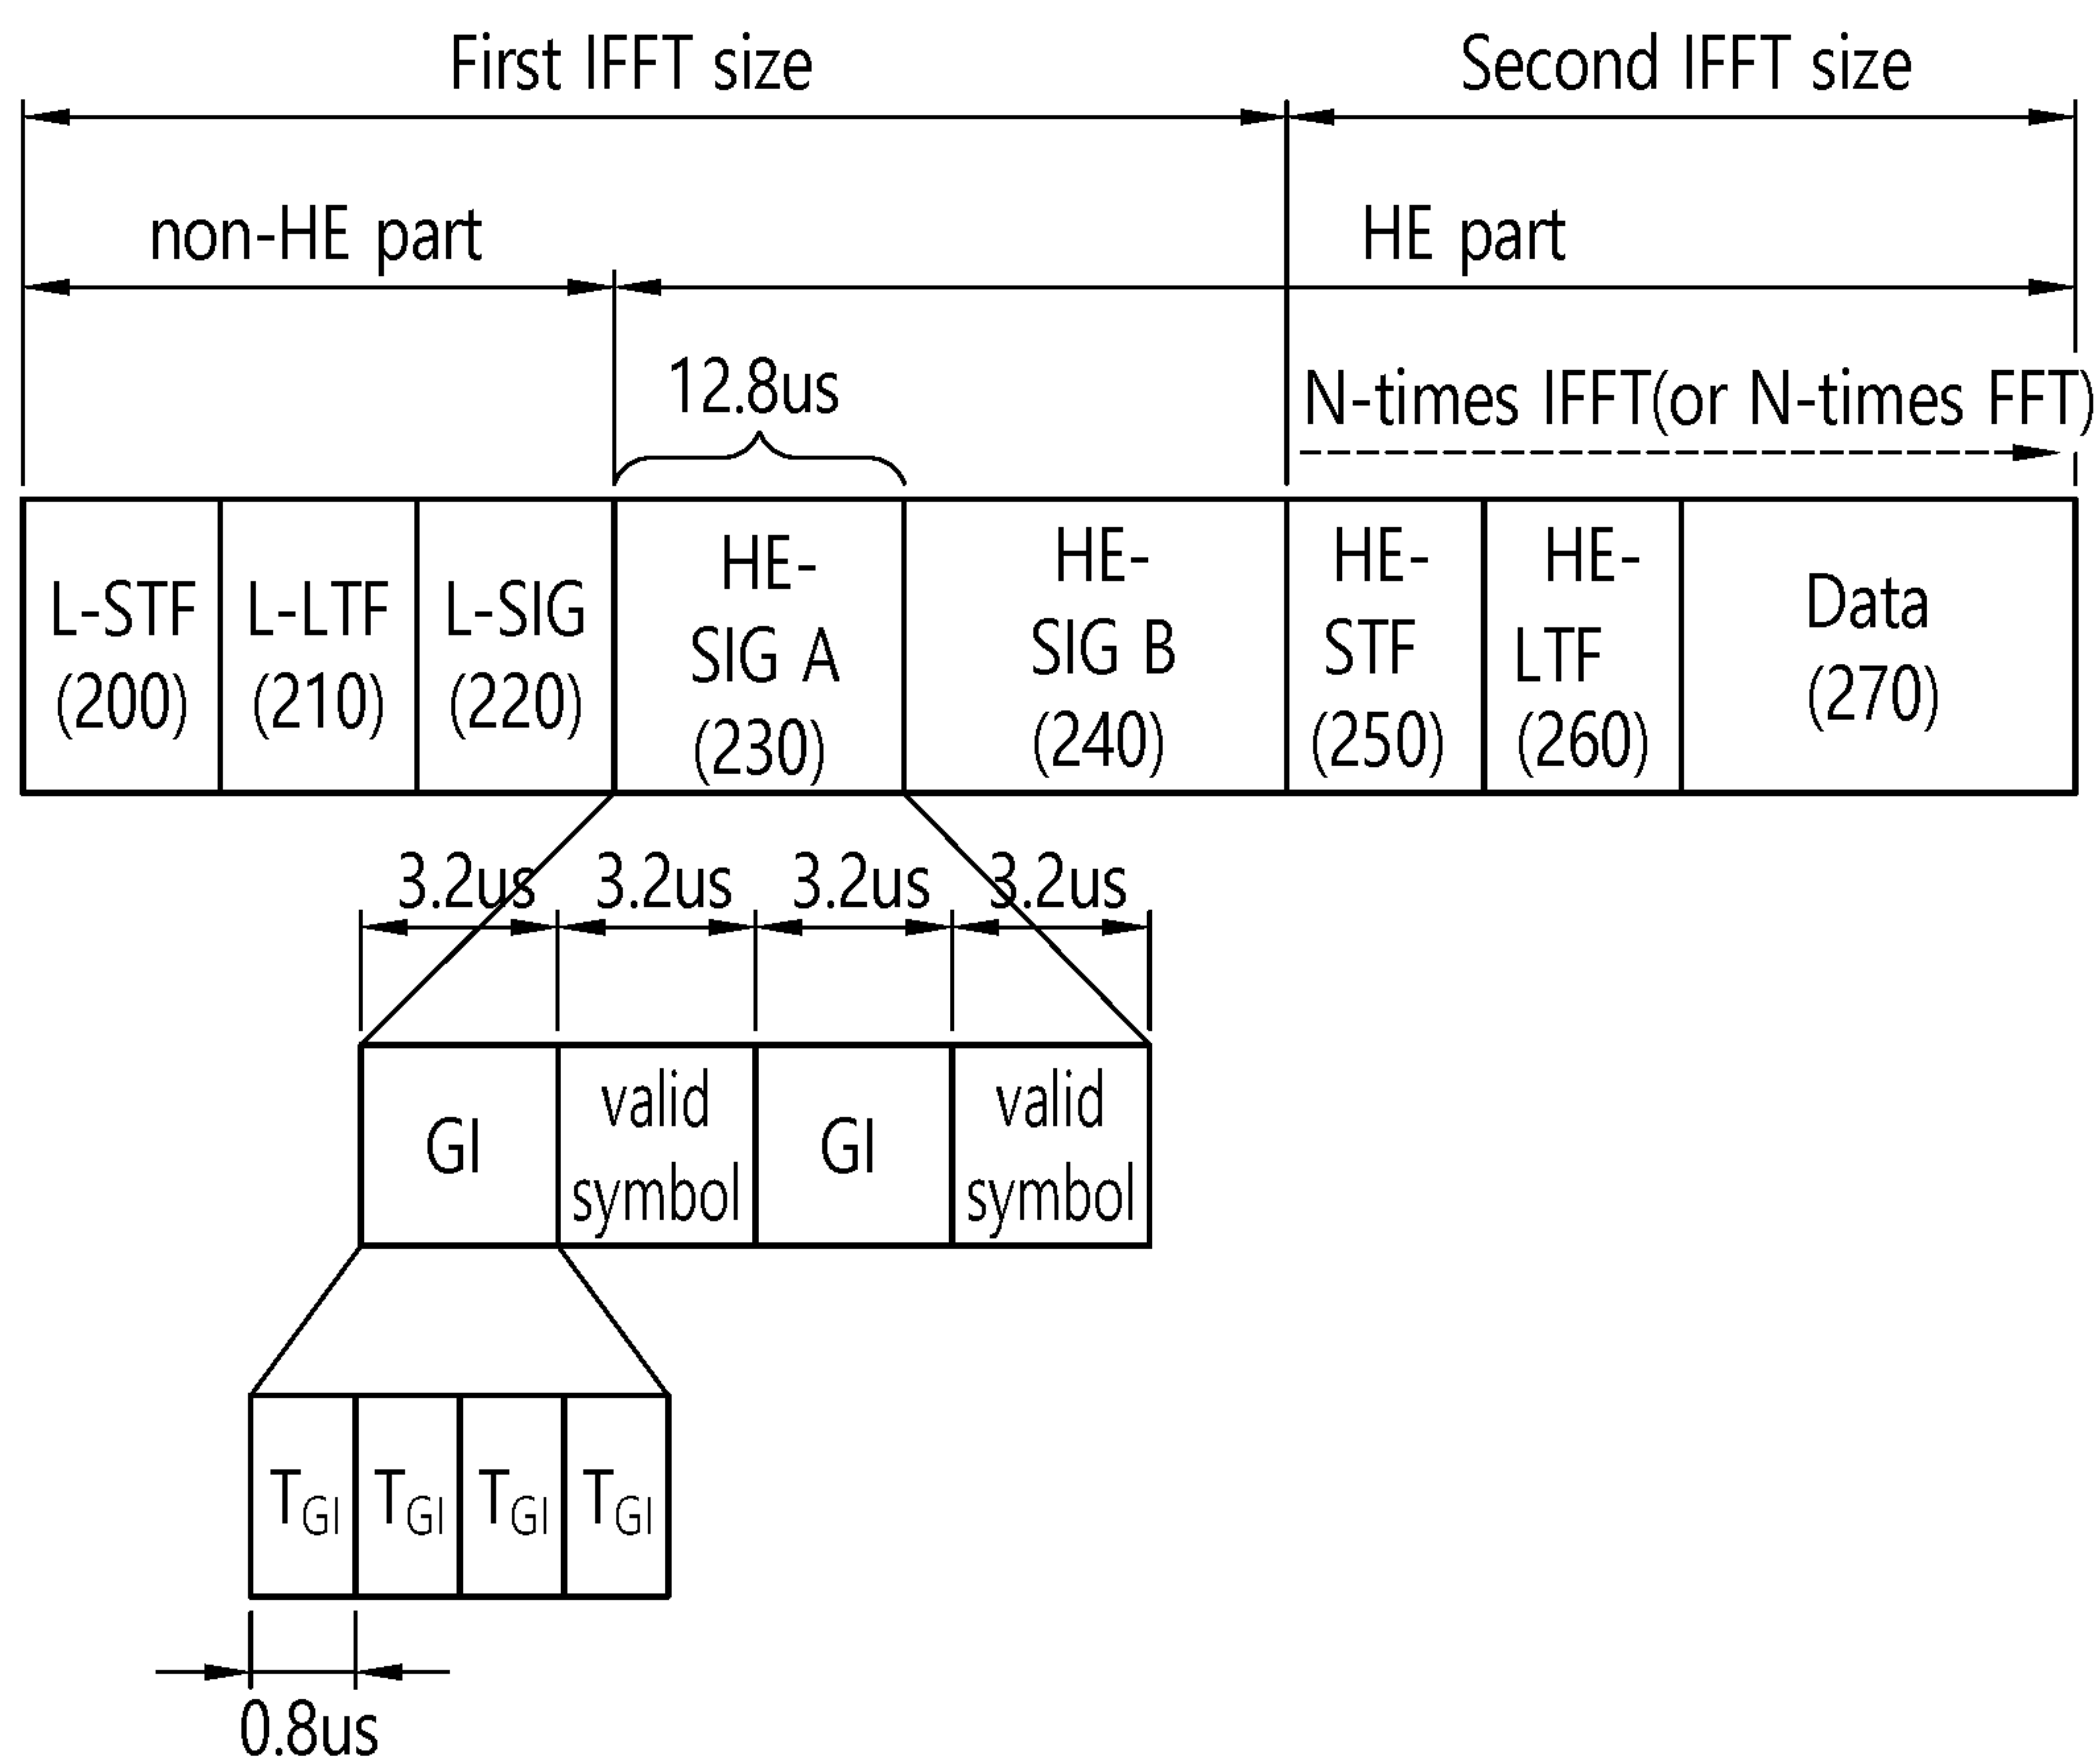 First IFFT size
Second IFFT size
non-HE part
HE part
12.8us
N-times IFFT(or N-times FFT)
L-STF
(200)
L-LTF
(210)
L-SIG
(220)
HE-
SIG A
(230)
HE-
SIG B
(240)
HE-
STF
(250)
HE-
LTF
(260)
Data
(270)
3.2us
3.2us
3.2us
3.2us
GI
valid
symbol
GI
valid
symbol
TGI
TGI
TGI
TGI
0.8us